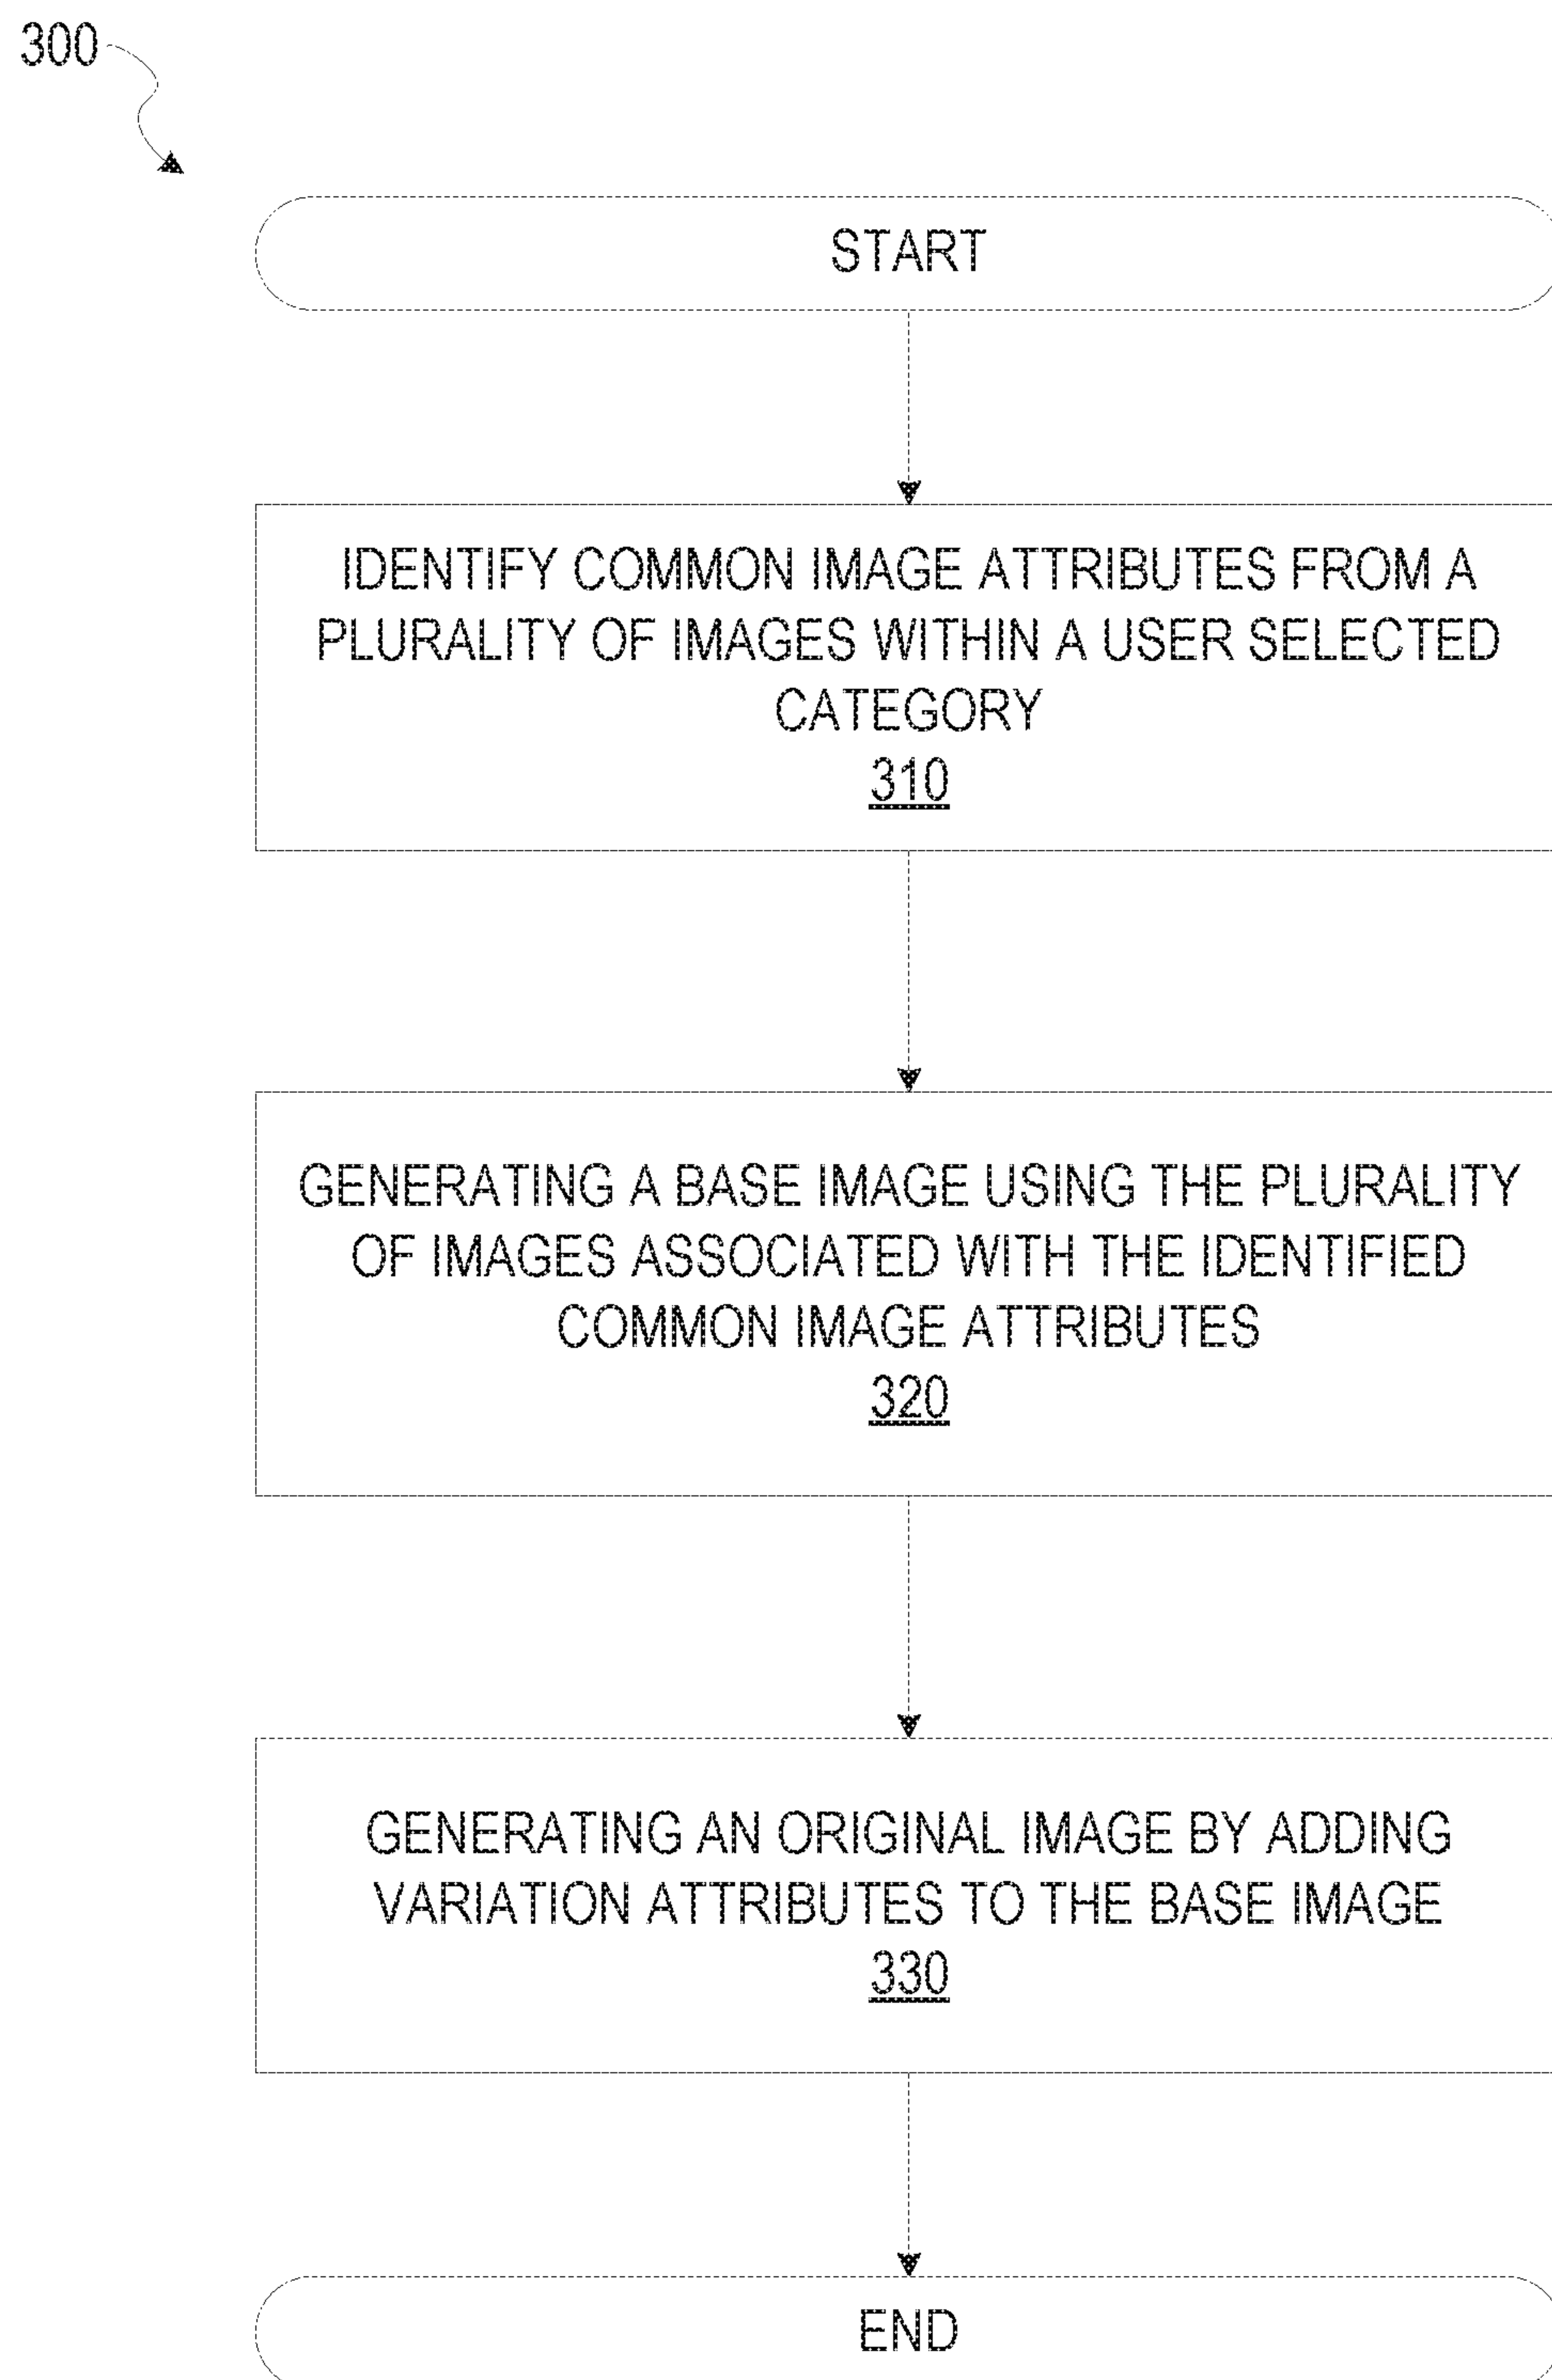 300
START
IDENTIFY COMMON IMAGE ATTRIBUTES FROM A
PLURALITY OF IMAGES WITHIN A USER SELECTED
CATEGORY
310
GENERATING A BASE IMAGE USING THE PLURALITY
OF IMAGES ASSOCIATED WITH THE IDENTIFIED
COMMON IMAGE ATTRIBUTES
320
GENERATING AN ORIGINAL IMAGE BY ADDING
VARIATION ATTRIBUTES TO THE BASE IMAGE
330
END